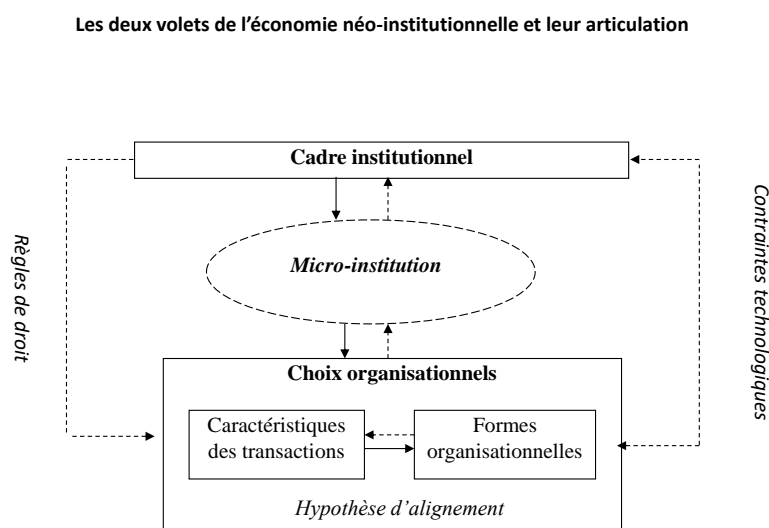 Les deux volets de l’économie néo-institutionnelle et leur articulation
Cadre institutionnel
Règles de droit
Micro-institution
Contraintes technologiques
Choix organisationnels
Caractéristiques
des transactions
Formes
organisationnelles
Hypothèse d’alignement